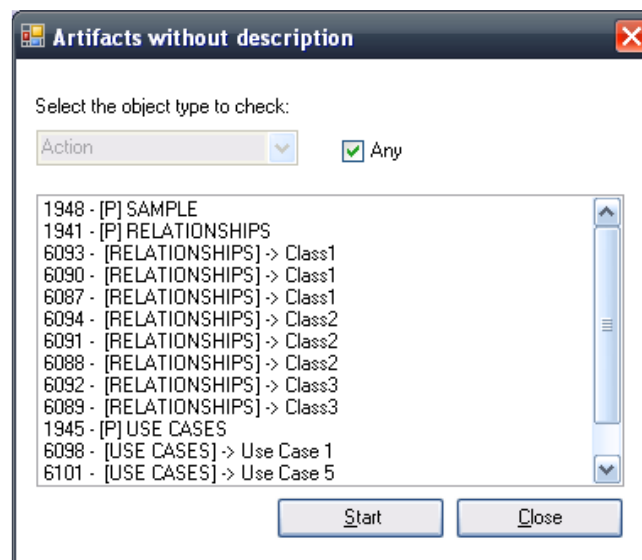 Artifacts without description
Select the object type to check:
Action
Any
1948 - [P] SAMPLE
1941 - [P] RELATIONSHIPS
6093 - [RELATIONSHIPS] -> Class1
6090 - [RELATIONSHIPS] -> Class1
6087 - [RELATIONSHIPS] -> Class1
6094 - [RELATIONSHIPS] -> Class2
6091 - [RELATIONSHIPS] -> Class2
6088 - [RELATIONSHIPS] -> Class2
6092 - [RELATIONSHIPS] -> Class3
6089 - [RELATIONSHIPS] -> Class3
1945 - [P] USE CASES
6098 - [USE CASES] -> Use Case 1
6101 - [USE CASES] -> Use Case 5
Start
Close